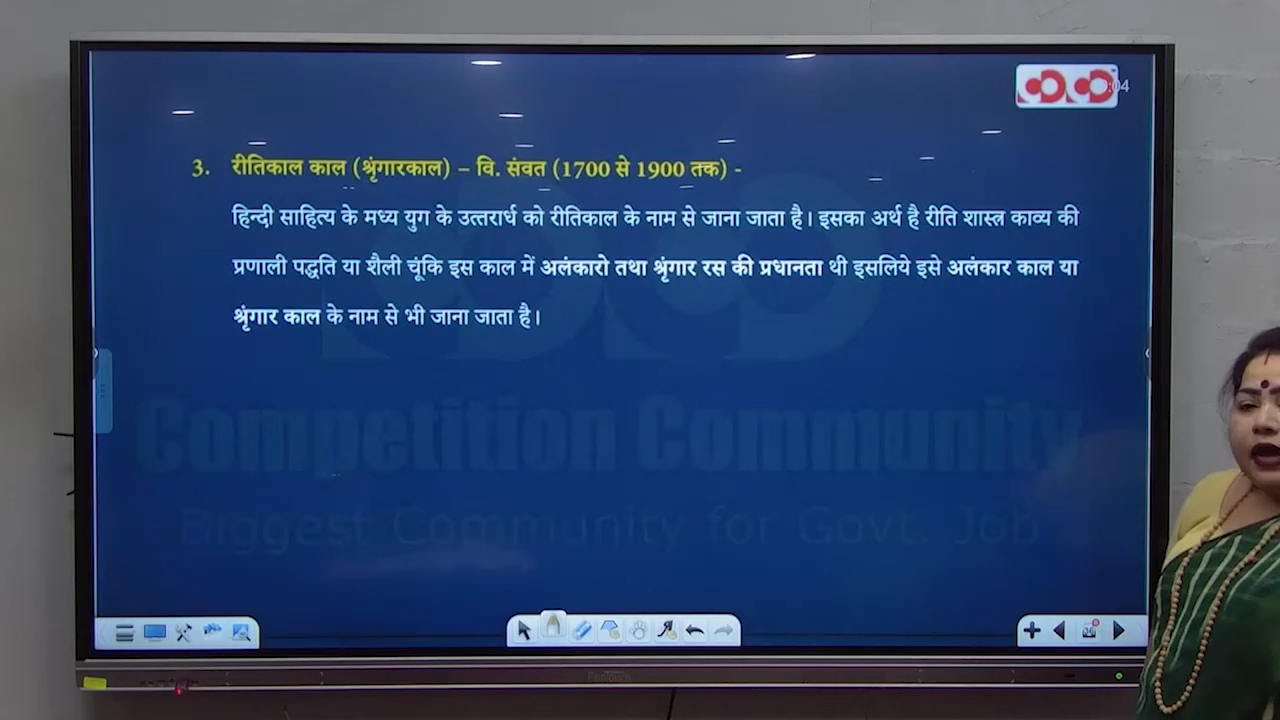 :04
3. रीतिकाल काल (श्रृंगारकाल) – वि. संवत (1700 से 1900 तक) -
हिन्दी साहित्य के मध्य युग के उत्तरार्ध को रीतिकाल के नाम से जाना जाता है। इसका अर्थ है रीति शास्त्र काव्य की
प्रणाली पद्धति या शैली चूंकि इस काल में अलंकारो तथा श्रृंगार रस की प्रधानता थी इसलिये इसे अलंकार काल या
श्रृंगार काल के नाम से भी जाना जाता है।
Competition Community
Biggest Community for Govt. Job